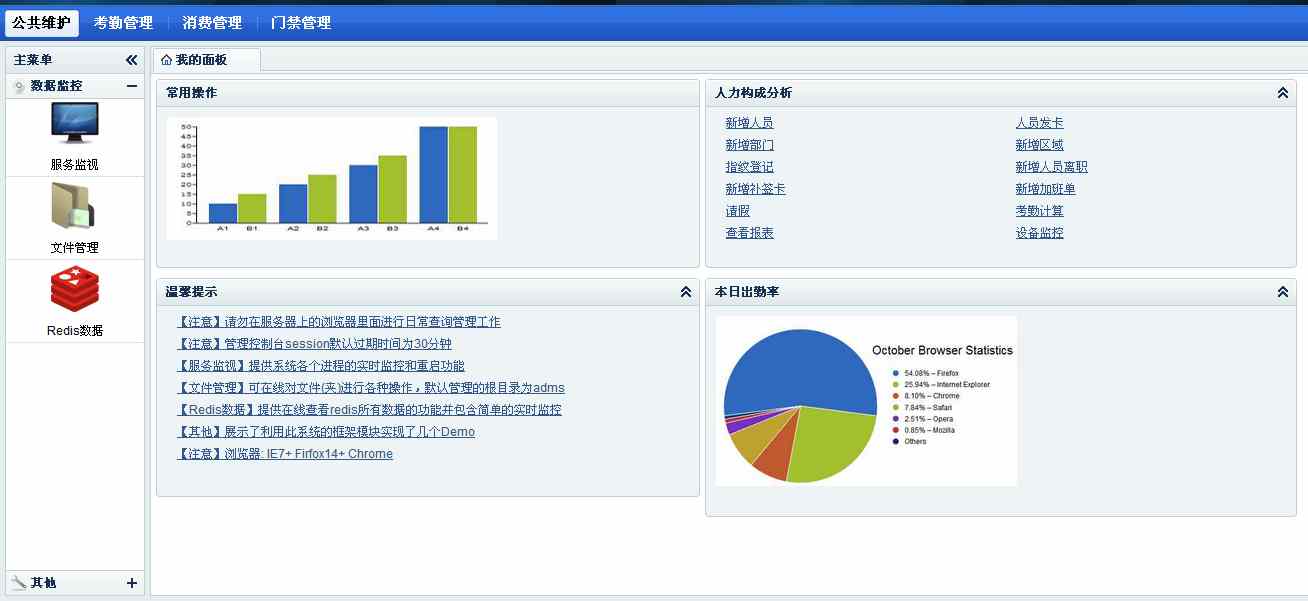 公共维护 考勤管理 消费管理 门禁管理
主菜单
数据监控
服务监视
文件管理
Redis数据
其他
我的面板
常用操作
50
45
40
35
30
25
20
15
10
5
0
A1 B1 A2 B2 A3 B3 A4 B4
人力构成分析
新增人员 人员发卡
新增部门 新增区域
指纹登记 新增人员离职
新增补签卡 新增加班单
请假 考勤计算
查看报表 设备监控
温馨提示
【注意】请勿在服务器上的浏览器里面进行日常查询管理工作
【注意】管理控制台session默认过期时间为30分钟
【服务监视】提供系统各个进程的实时监控和重启功能
【文件管理】可在线对文件(夹)进行各种操作，默认管理的根目录为adms
【Redis数据】提供在线查看redis所有数据的功能并包含简单的实时监控
【其他】展示了利用此系统的框架模块实现了几个Demo
【注意】浏览器: IE7+ Firfox14+ Chrome
本日出勤率
October Browser Statistics
54.08% – Firefox
25.94% – Internet Explorer
8.10% – Chrome
7.84% – Safari
2.51% – Opera
0.85% – Mozilla
Others